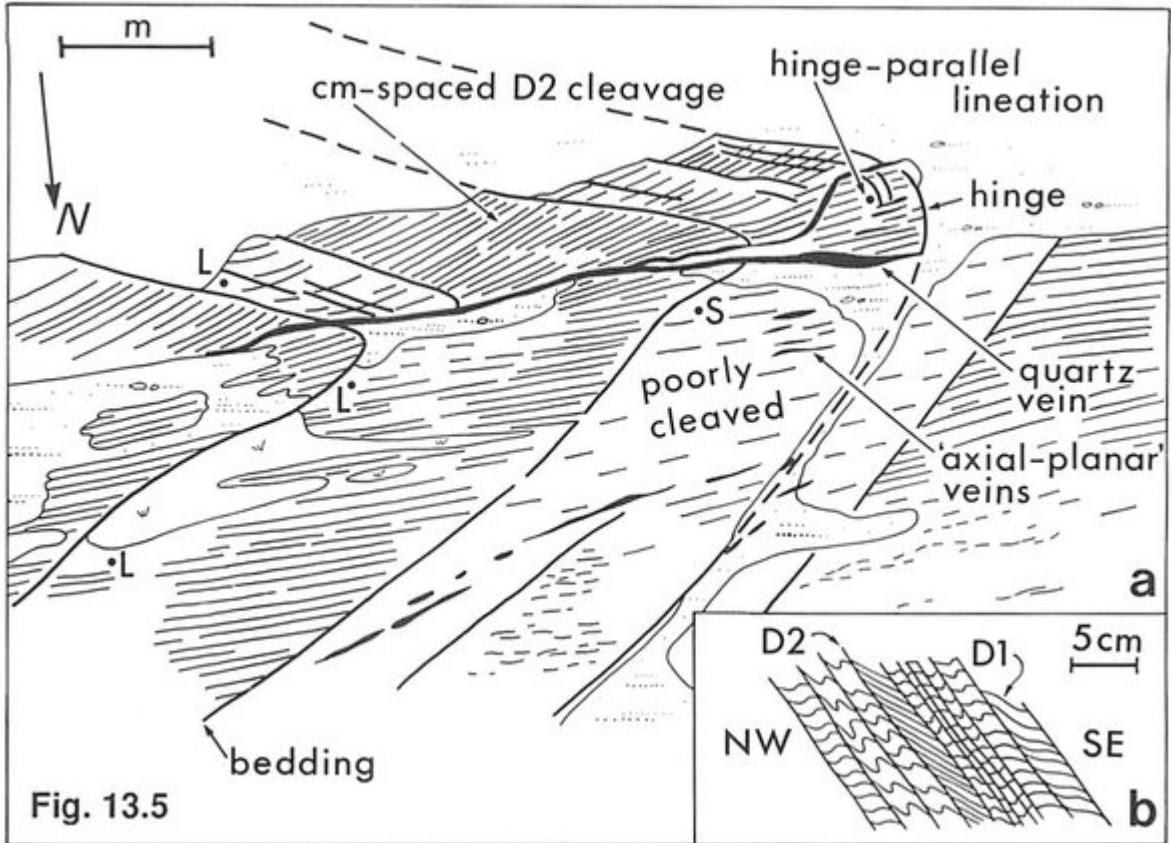 m
N
cm-spaced D2 cleavage
hinge-parallel
lineation
hinge
L
S
L
poorly
cleaved
quartz
vein
'axial-planar'
veins
L
bedding
a
Fig. 13.5
D2
D1
5cm
NW
SE
b